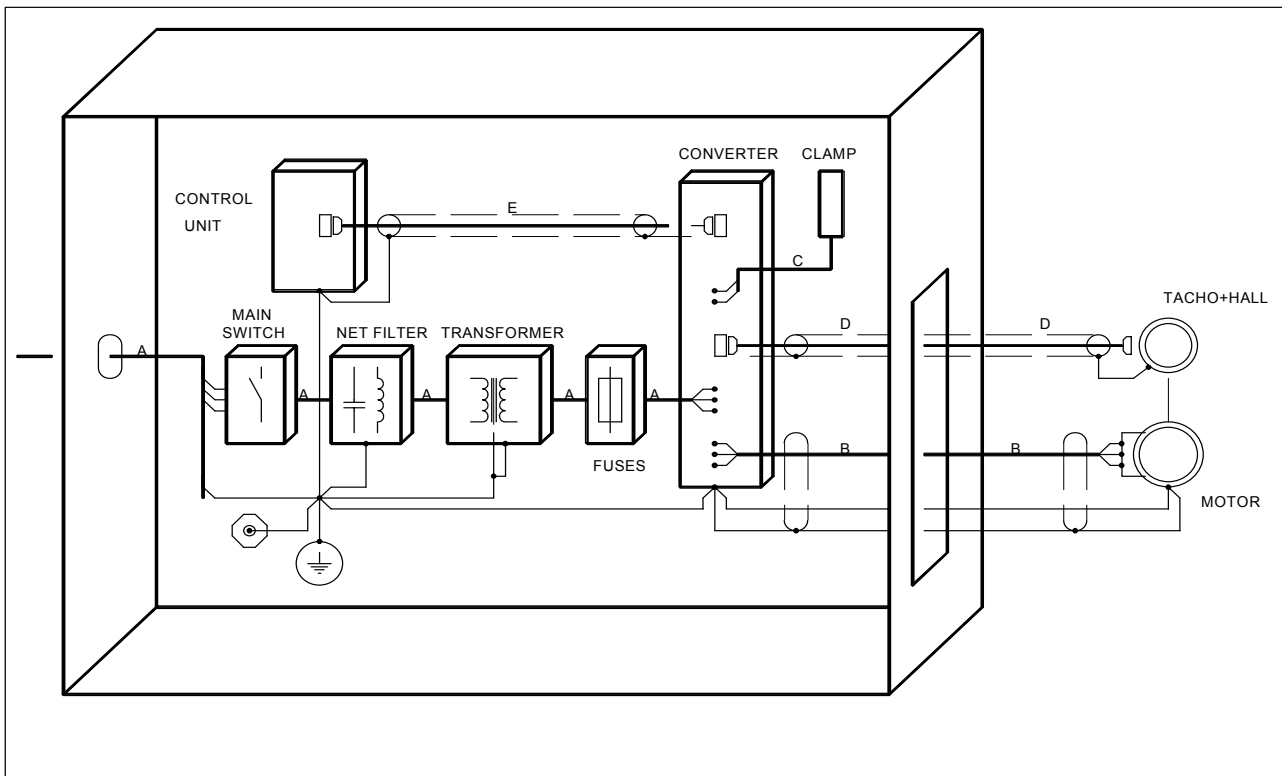 CONVERTER
CLAMP
CONTROL
UNIT
E
C
TACHO+HALL
MAIN
SWITCH
NET FILTER
TRANSFORMER
D
D
A
A
A
A
A
FUSES
B
B
MOTOR